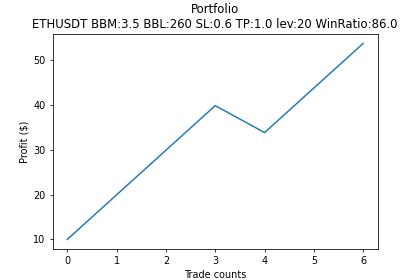 Portfolio
ETHUSDT BBM:3.5 BBL:260 SL:0.6 TP:1.0 lev:20 WinRatio:86.0
50
40
30
20
10
Profit ($)
0 1 2 3 4 5 6
Trade counts